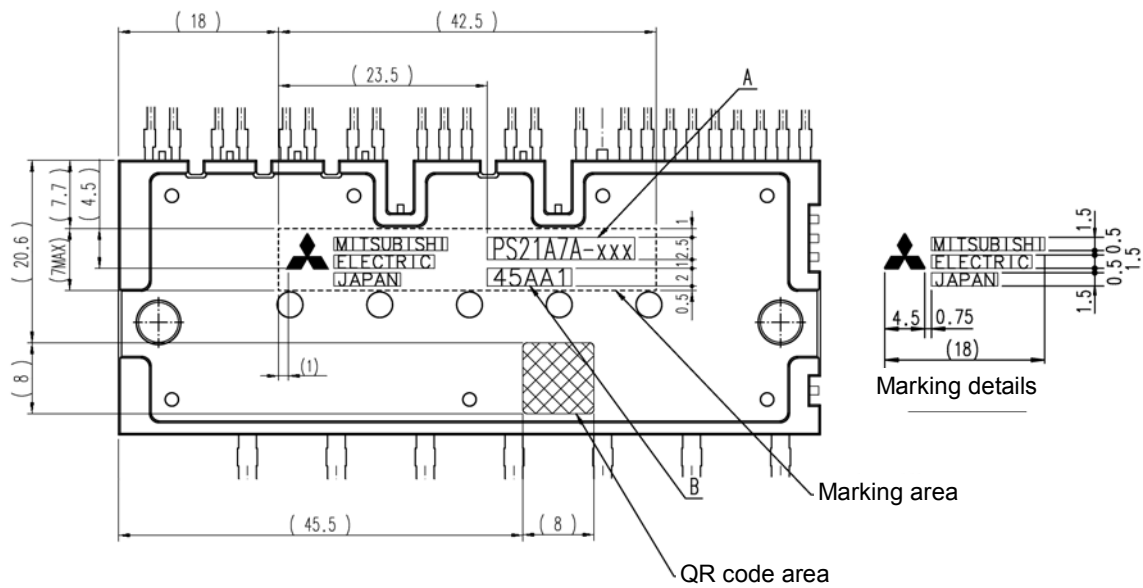 ( 18 )
( 42.5 )
( 23.5 )
A
( 20.6 )
( 7.7 )
( 4.5 )
(7MAX)
MITSUBISHI
ELECTRIC
JAPAN
PS21A7A-xxx
45AA1
1
2.5
1
2
0.5
(1)
( 8 )
B
( 45.5 )
( 8 )
Marking area
QR code area
MITSUBISHI
ELECTRIC
JAPAN
1.5
0.5
1.5
0.5
1.5
4.5
0.75
(18)
Marking details